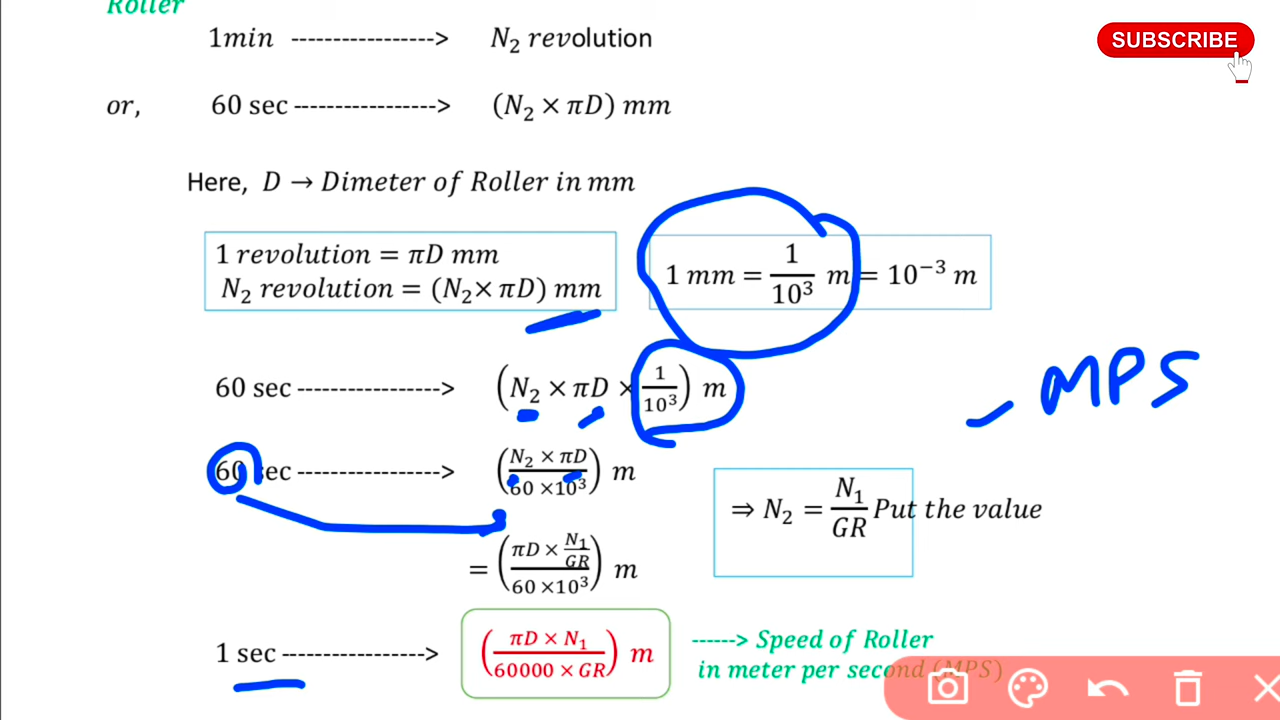 Roller
SUBSCRIBE
1min -----------------> N₂ revolution
or, 60 sec -----------------> (N₂ × πD) mm
Here, D → Dimeter of Roller in mm
1 revolution = πD mm
N₂ revolution = (N₂× πD) mm
1 mm = 1/10³ m = 10⁻³ m
60 sec -----------------> (N₂ × πD × 1/10³) m
MPS
60 sec -----------------> ((N₂ × πD)/(60 ×10³)) m
⇒ N₂ = N₁/GR Put the value
= ((πD × N₁/GR)/(60 ×10³)) m
1 sec -----------------> ((πD × N₁)/(60000 × GR)) m ------> Speed of Roller
in meter per second (MPS)